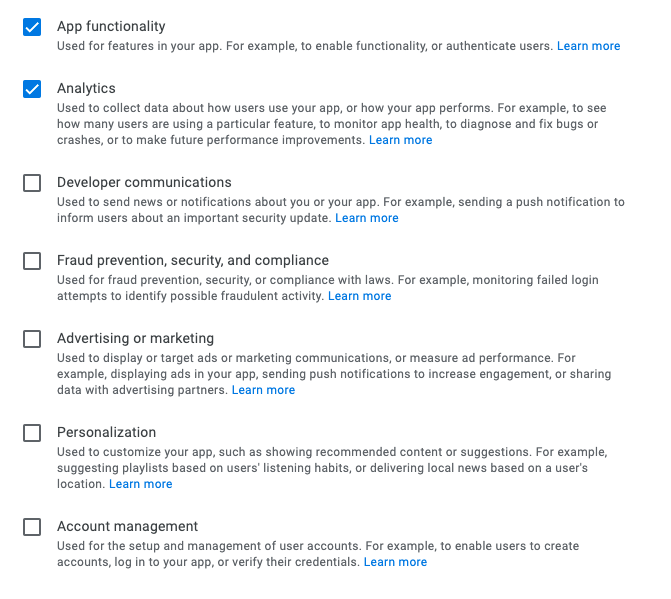 App functionality
Used for features in your app. For example, to enable functionality, or authenticate users. Learn more
Analytics
Used to collect data about how users use your app, or how your app performs. For example, to see
how many users are using a particular feature, to monitor app health, to diagnose and fix bugs or
crashes, or to make future performance improvements. Learn more
Developer communications
Used to send news or notifications about you or your app. For example, sending a push notification to
inform users about an important security update. Learn more
Fraud prevention, security, and compliance
Used for fraud prevention, security, or compliance with laws. For example, monitoring failed login
attempts to identify possible fraudulent activity. Learn more
Advertising or marketing
Used to display or target ads or marketing communications, or measure ad performance. For
example, displaying ads in your app, sending push notifications to increase engagement, or sharing
data with advertising partners. Learn more
Personalization
Used to customize your app, such as showing recommended content or suggestions. For example,
suggesting playlists based on users' listening habits, or delivering local news based on a user's
location. Learn more
Account management
Used for the setup and management of user accounts. For example, to enable users to create
accounts, log in to your app, or verify their credentials. Learn more